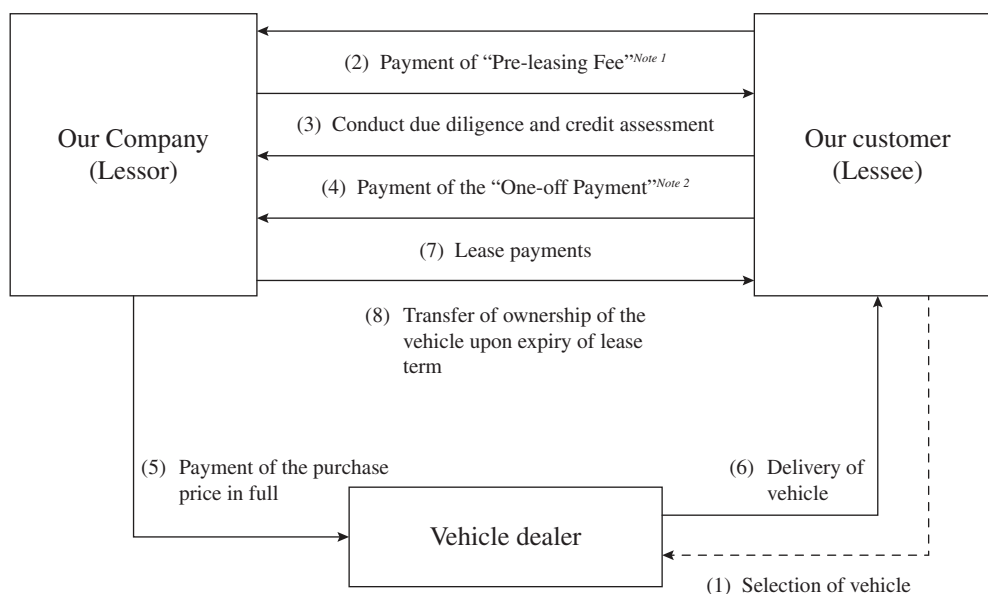 Our Company
(Lessor)
Our customer
(Lessee)
(2) Payment of “Pre-leasing Fee”Note 1
(3) Conduct due diligence and credit assessment
(4) Payment of the “One-off Payment”Note 2
(7) Lease payments
(8) Transfer of ownership of the
vehicle upon expiry of lease
term
(5) Payment of the purchase
price in full
(6) Delivery of
vehicle
Vehicle dealer
(1) Selection of vehicle